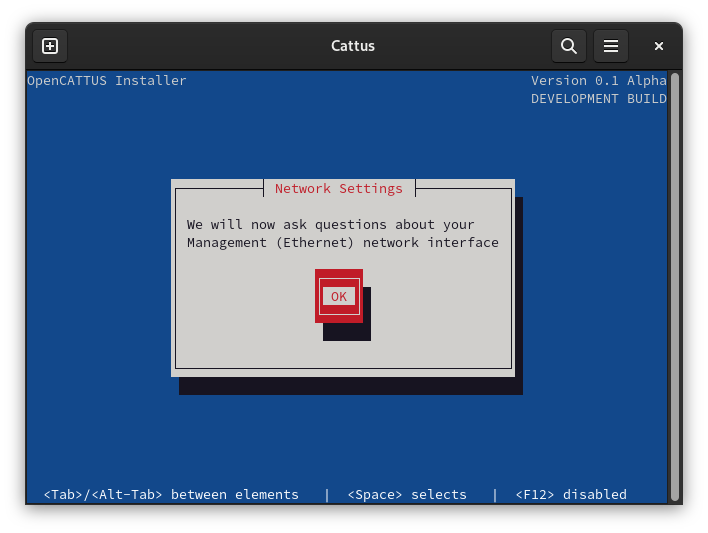 Cattus
OpenCATTUS Installer
Version 0.1 Alpha
DEVELOPMENT BUILD
Network Settings
We will now ask questions about your
Management (Ethernet) network interface
OK
<Tab>/<Alt-Tab> between elements | <Space> selects | <F12> disabled